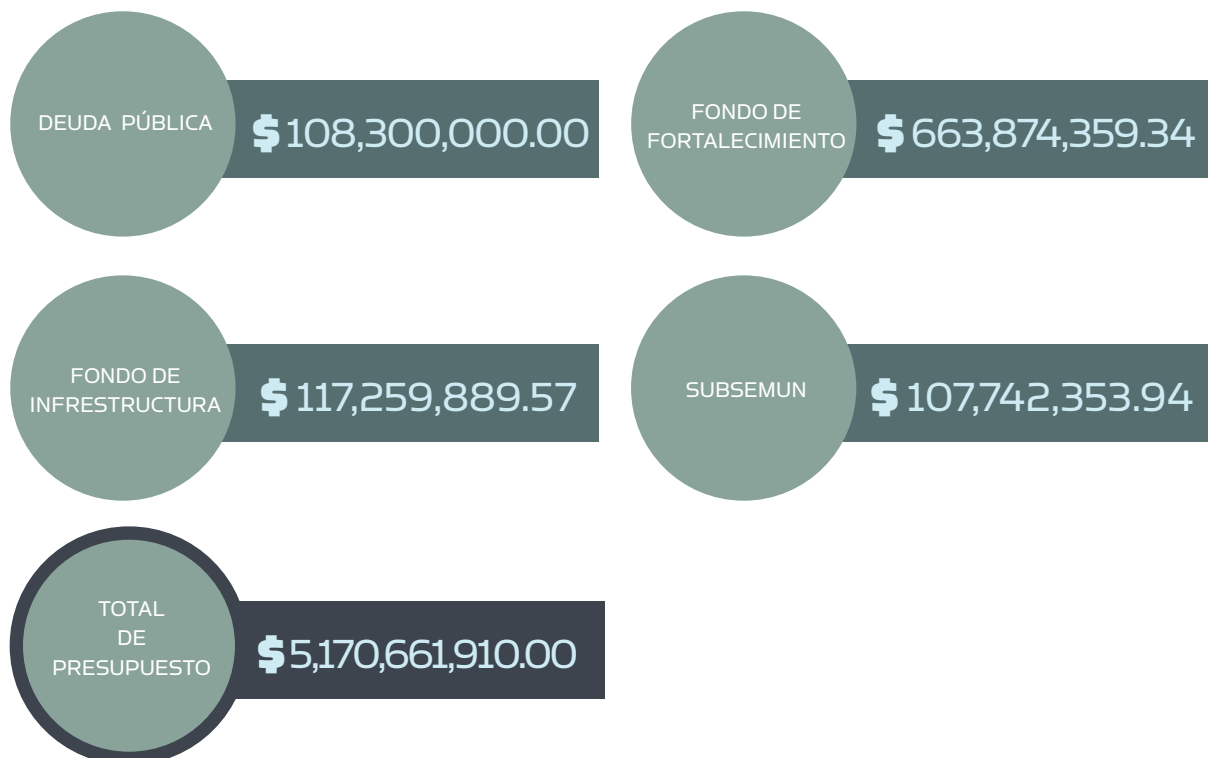 DEUDA PÚBLICA
$ 108,300,000.00
FONDO DE
FORTALECIMIENTO
$ 663,874,359.34
FONDO DE
INFRESTRUCTURA
$ 117,259,889.57
SUBSEMUN
$ 107,742,353.94
TOTAL
DE
PRESUPUESTO
$ 5,170,661,910.00